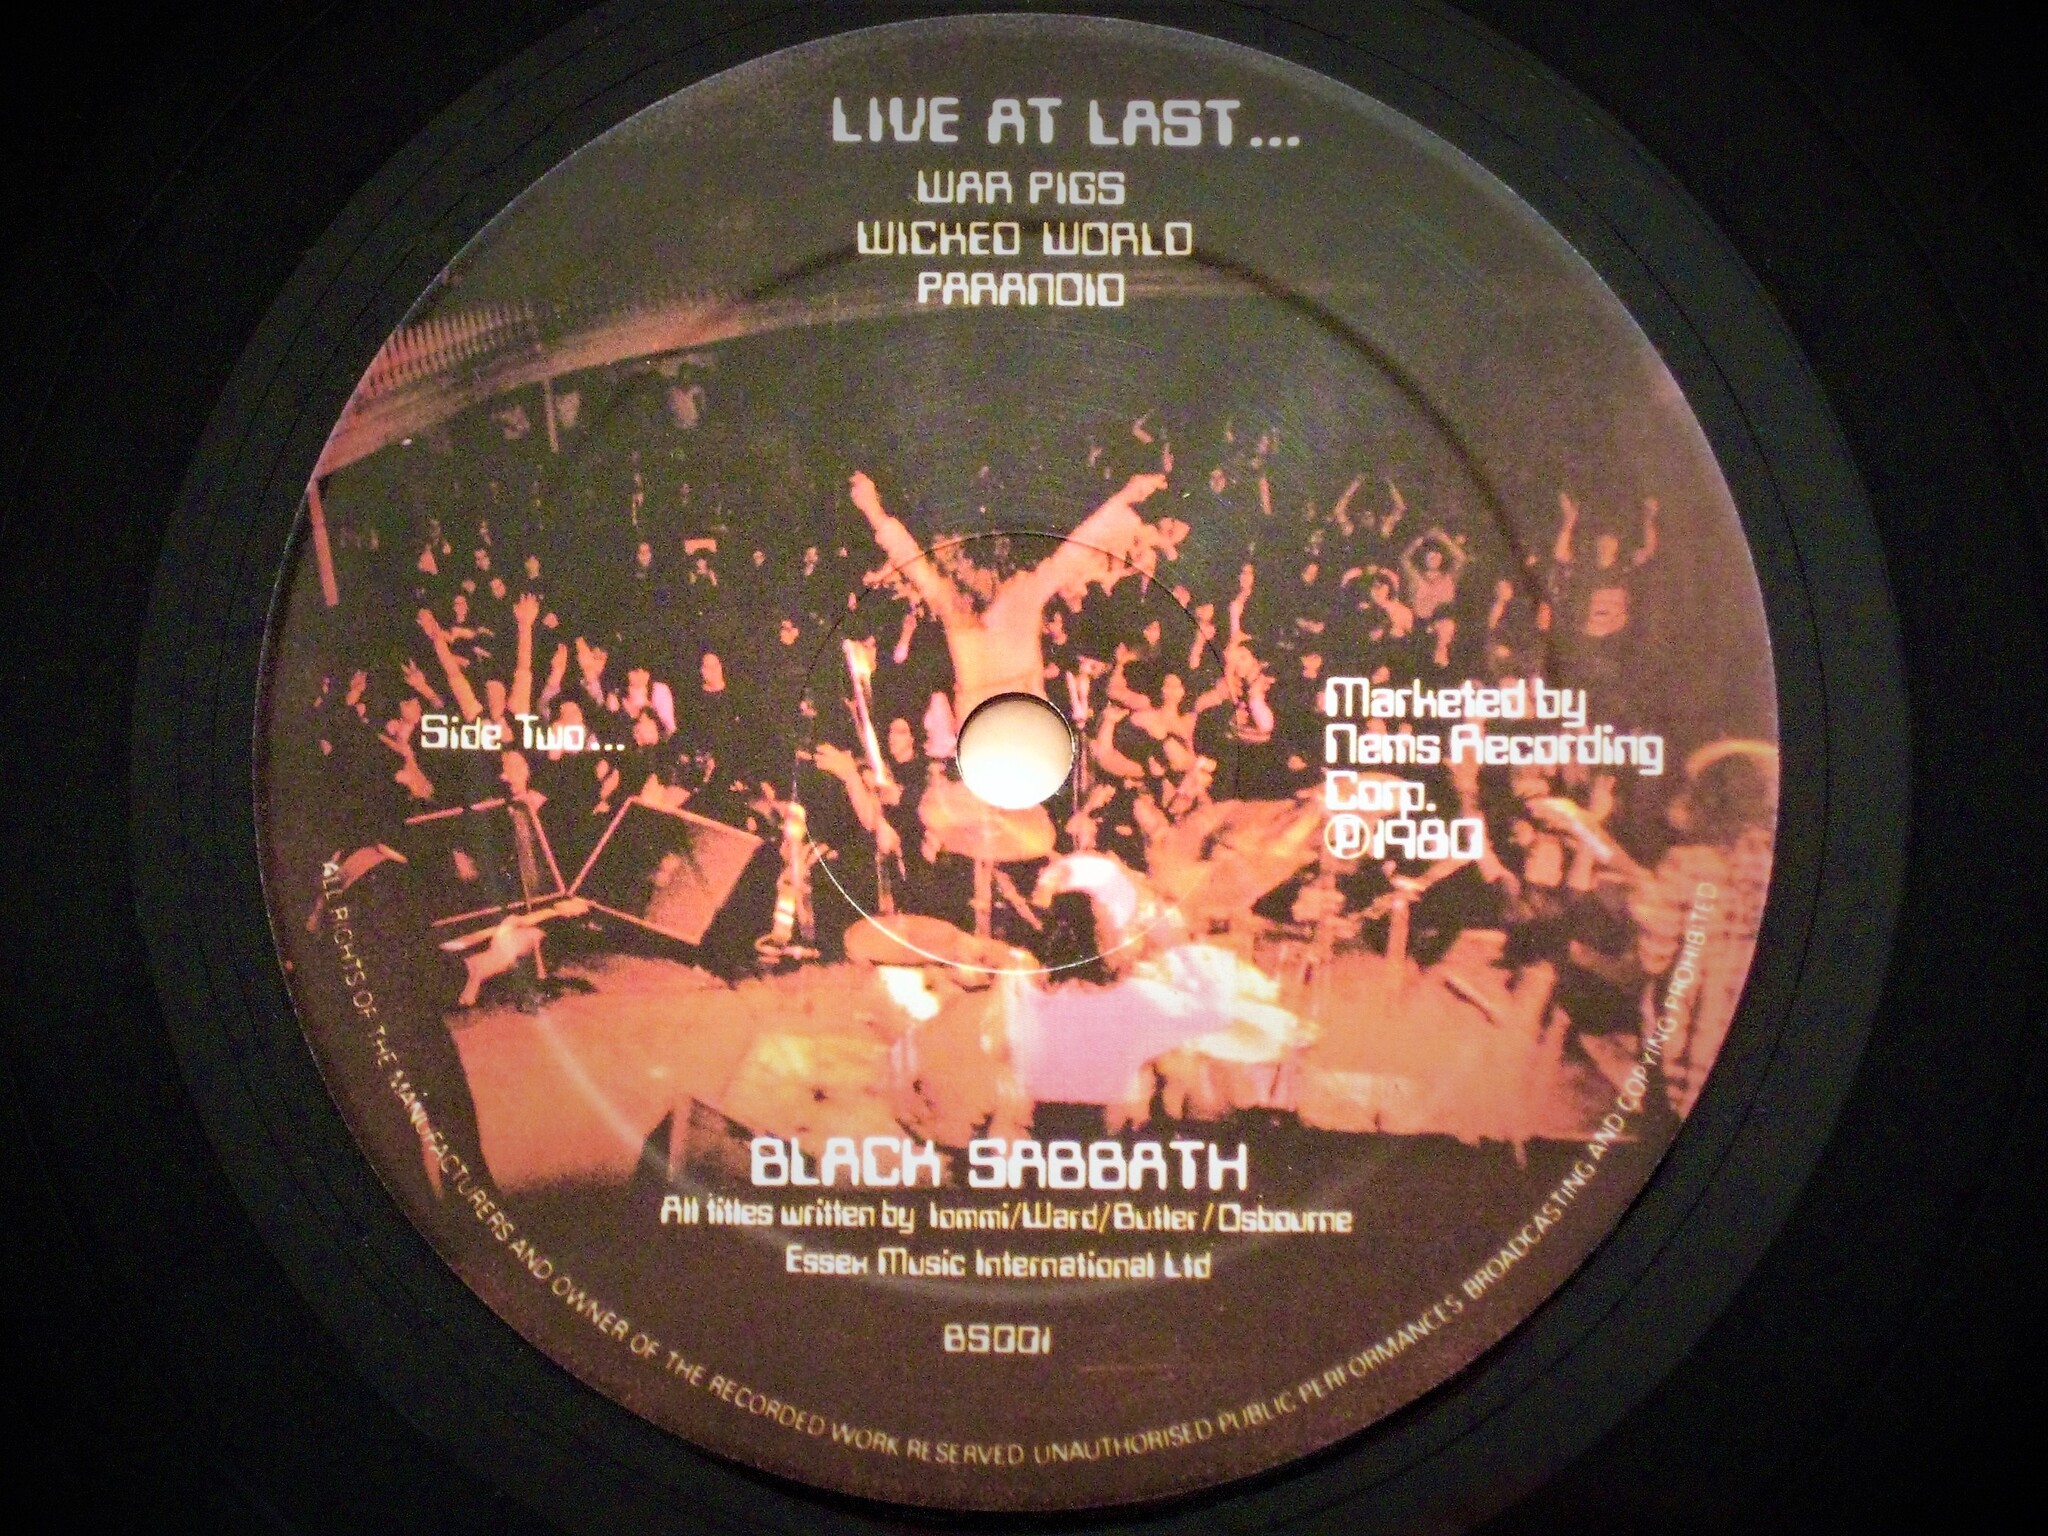 LIVE AT LAST...
WAR PIGS
WICKED WORLD
PARANOID
Side Two...
Marketed by
Nems Recording
Corp.
℗1980
BLACK SABBATH
All titles written by Iommi/Ward/Butler/Osbourne
Essex Music International Ltd
BS001
ALL RIGHTS OF THE MANUFACTURERS AND OWNER OF THE RECORDED WORK RESERVED UNAUTHORISED PUBLIC PERFORMANCES BROADCASTING AND COPYING PROHIBITED